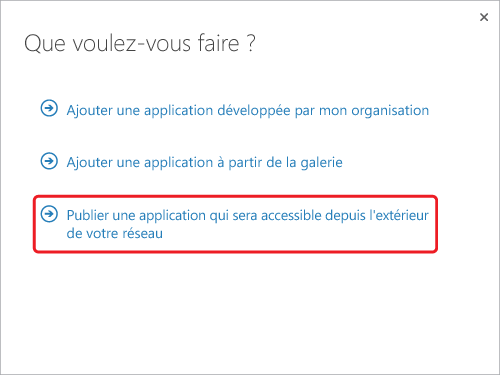 Que voulez-vous faire ?
Ajouter une application développée par mon organisation
Ajouter une application à partir de la galerie
Publier une application qui sera accessible depuis l'extérieur
de votre réseau